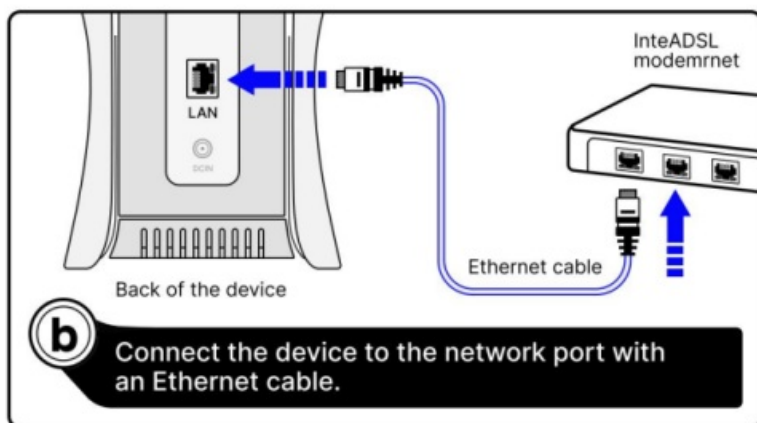 InteADSL
modemrnet
LAN
DCIN
Ethernet cable
Back of the device
b
Connect the device to the network port with
an Ethernet cable.